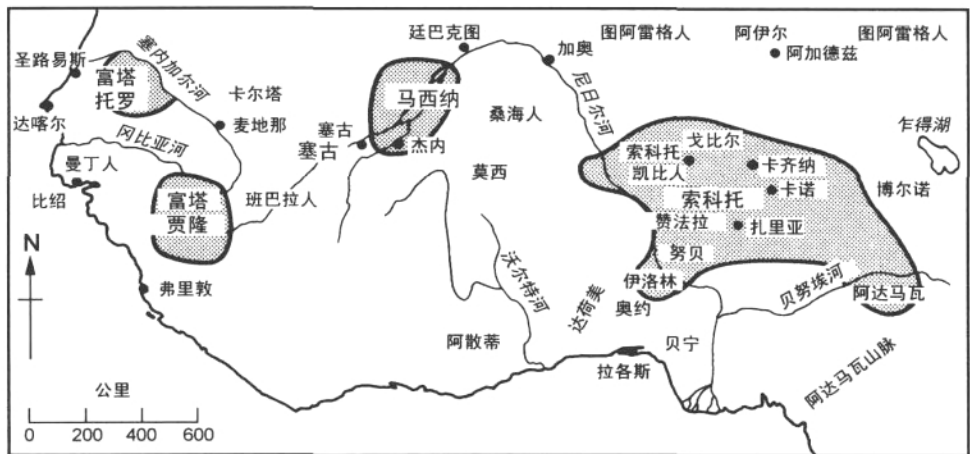 廷巴克图
图阿雷格人
阿伊尔
图阿雷格人
圣路易斯
塞内加尔河
加奥
阿加德兹
富塔
托罗
卡尔塔
马西纳
尼日尔河
达喀尔
麦地那
桑海人
乍得湖
冈比亚河
塞古
塞古
杰内
索科托
戈比尔
卡齐纳
曼丁人
莫西
凯比人
卡诺
博尔诺
比绍
富塔
贾隆
班巴拉人
索科托
赞法拉
扎里亚
N
努贝
沃尔特河
伊洛林
贝努埃河
阿达马瓦
弗里敦
达荷美
奥约
阿散蒂
贝宁
拉各斯
阿达马瓦山脉
公里
0 200 400 600